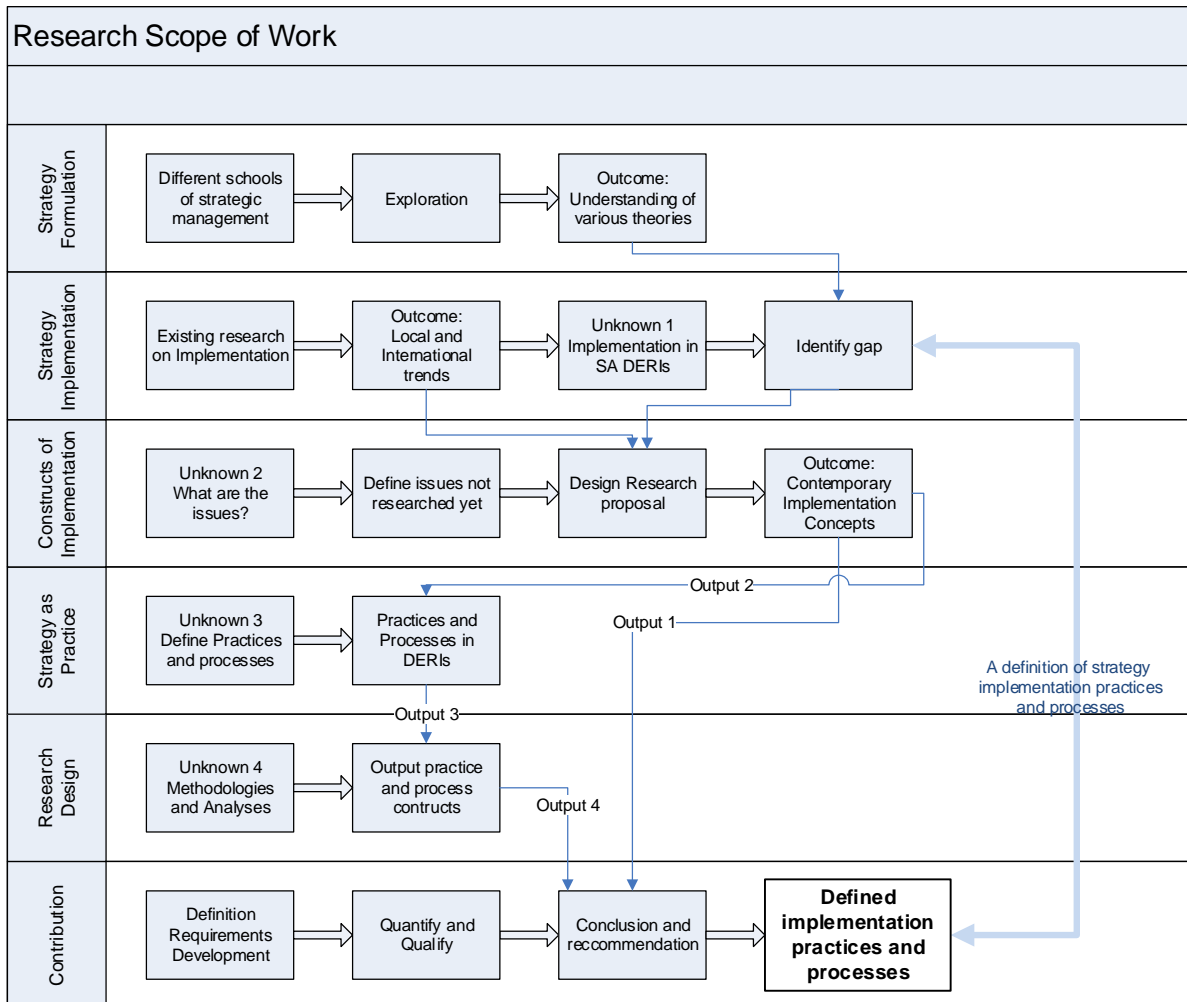 Research Scope of Work
Strategy
Formulation
Different schools
of strategic
management
Exploration
Outcome:
Understanding of
various theories
Strategy
Implementation
Existing research
on Implementation
Outcome:
Local and
International
trends
Unknown 1
Implementation in
SA DERIs
Identify gap
Constructs of
Implementation
Unknown 2
What are the
issues?
Define issues not
researched yet
Design Research
proposal
Outcome:
Contemporary
Implementation
Concepts
Output 2
Output 1
Strategy as
Practice
Unknown 3
Define Practices
and processes
Practices and
Processes in
DERIs
A definition of strategy
implementation practices
and processes
Output 3
Research
Design
Unknown 4
Methodologies
and Analyses
Output practice
and process
contructs
Output 4
Contribution
Definition
Requirements
Development
Quantify and
Qualify
Conclusion and
reccommendation
Defined
implementation
practices and
processes